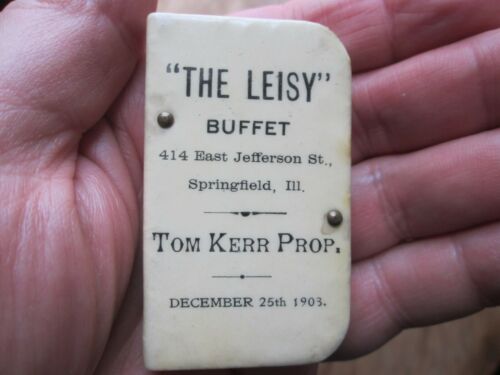 "THE LEISY"
BUFFET
414 East Jefferson St.,
Springfield, Ill.
TOM KERR PROP.
DECEMBER 25th 1903.